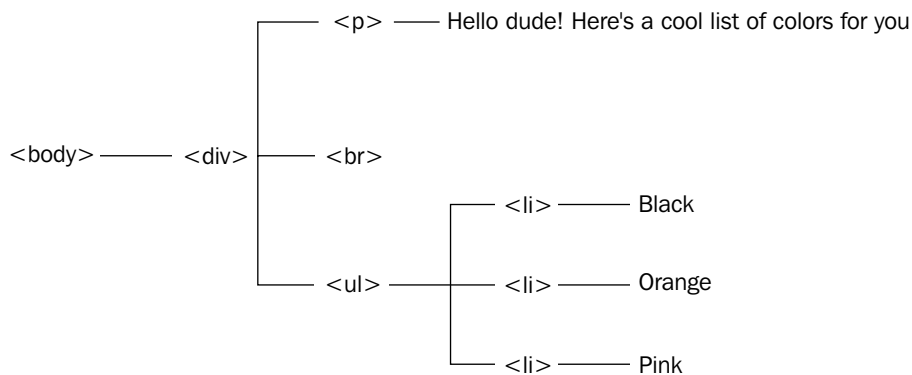 <p> Hello dude! Here's a cool list of colors for you
<body> <div> <br>
<li> Black
<ul> <li> Orange
<li> Pink